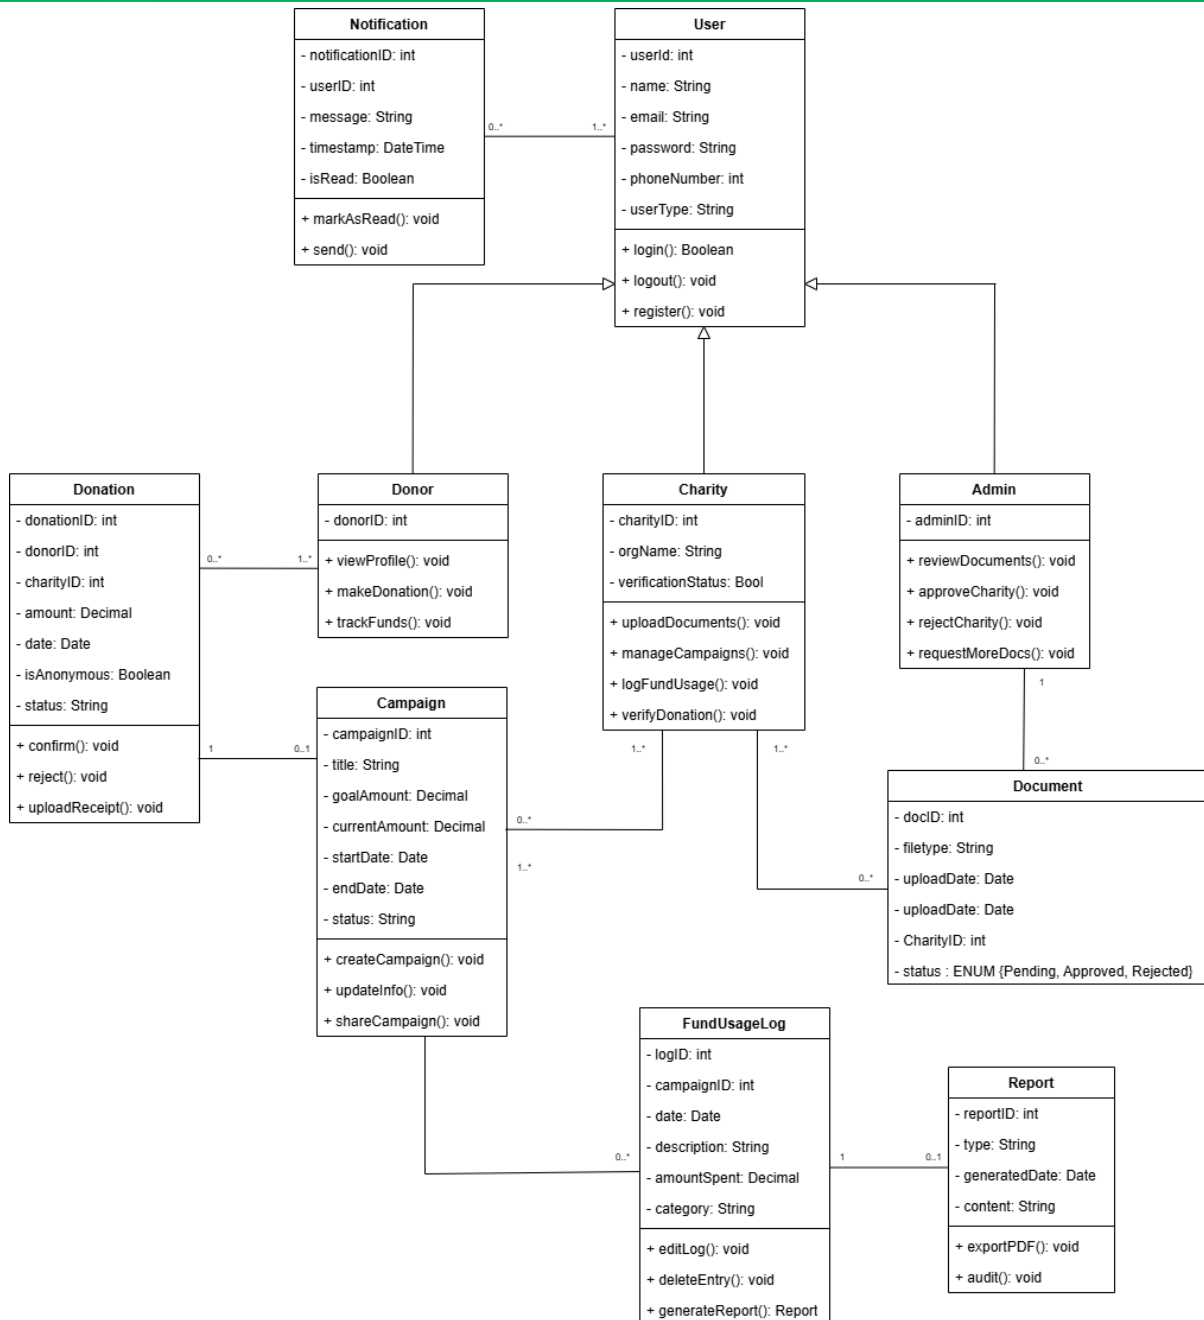 Notification
- notificationID: int
- userID: int
- message: String
- timestamp: DateTime
- isRead: Boolean
+ markAsRead(): void
+ send(): void
0..*
1..*
User
- userId: int
- name: String
- email: String
- password: String
- phoneNumber: int
- userType: String
+ login(): Boolean
+ logout(): void
+ register(): void
Donation
- donationID: int
- donorID: int
- charityID: int
- amount: Decimal
- date: Date
- isAnonymous: Boolean
- status: String
+ confirm(): void
+ reject(): void
+ uploadReceipt(): void
0..*
1..*
1
0..1
Donor
- donorID: int
+ viewProfile(): void
+ makeDonation(): void
+ trackFunds(): void
Charity
- charityID: int
- orgName: String
- verificationStatus: Bool
+ uploadDocuments(): void
+ manageCampaigns(): void
+ logFundUsage(): void
+ verifyDonation(): void
1..*
1..*
Admin
- adminID: int
+ reviewDocuments(): void
+ approveCharity(): void
+ rejectCharity(): void
+ requestMoreDocs(): void
1
0..*
Campaign
- campaignID: int
- title: String
- goalAmount: Decimal
- currentAmount: Decimal
- startDate: Date
- endDate: Date
- status: String
+ createCampaign(): void
+ updateInfo(): void
+ shareCampaign(): void
0..*
1..*
0..*
Document
- docID: int
- filetype: String
- uploadDate: Date
- uploadDate: Date
- CharityID: int
- status : ENUM {Pending, Approved, Rejected}
0..*
FundUsageLog
- logID: int
- campaignID: int
- date: Date
- description: String
- amountSpent: Decimal
- category: String
+ editLog(): void
+ deleteEntry(): void
+ generateReport(): Report
1
0..1
Report
- reportID: int
- type: String
- generatedDate: Date
- content: String
+ exportPDF(): void
+ audit(): void